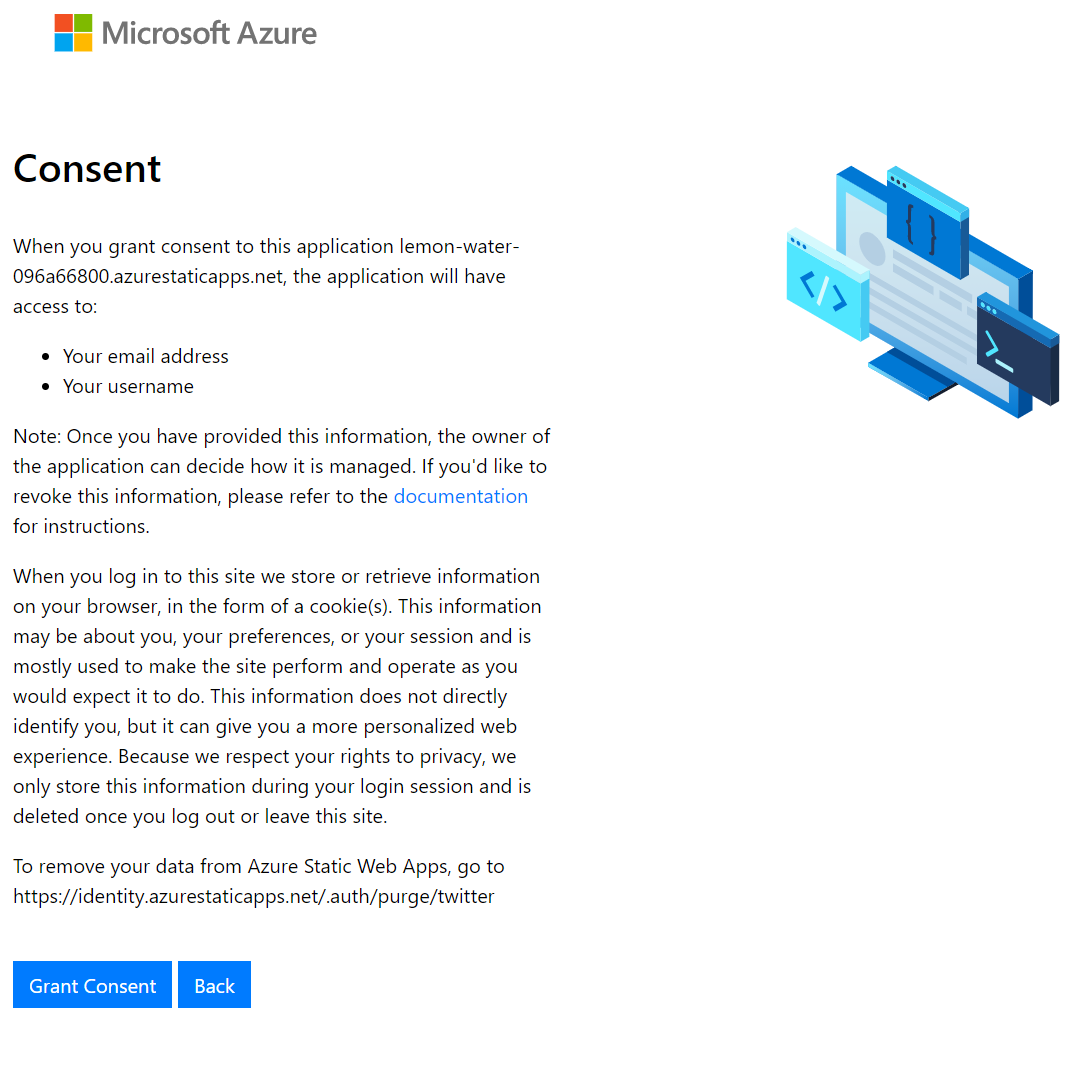 Microsoft Azure
Consent
When you grant consent to this application lemon-water-
096a66800.azurestaticapps.net, the application will have
access to:
Your email address
Your username
Note: Once you have provided this information, the owner of
the application can decide how it is managed. If you'd like to
revoke this information, please refer to the documentation
for instructions.
When you log in to this site we store or retrieve information
on your browser, in the form of a cookie(s). This information
may be about you, your preferences, or your session and is
mostly used to make the site perform and operate as you
would expect it to do. This information does not directly
identify you, but it can give you a more personalized web
experience. Because we respect your rights to privacy, we
only store this information during your login session and is
deleted once you log out or leave this site.
To remove your data from Azure Static Web Apps, go to
https://identity.azurestaticapps.net/.auth/purge/twitter
Grant Consent Back